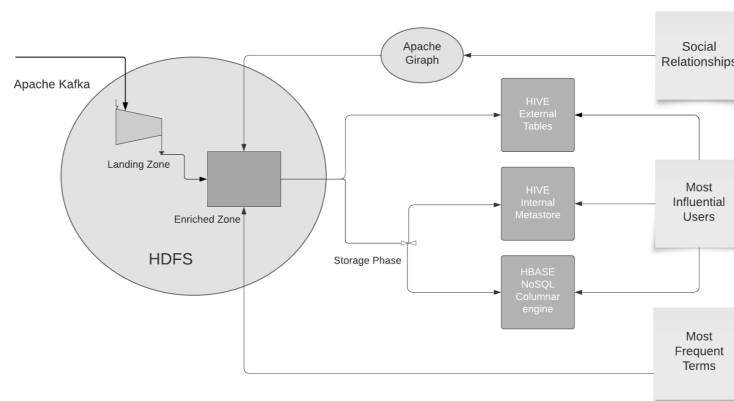 Apache Kafka
Landing Zone
Enriched Zone
HDFS
Apache
Giraph
Storage Phase
HIVE
External
Tables
HIVE
Internal
Metastore
HBASE
NoSQL
Columnar
engine
Social
Relationships
Most
Influential
Users
Most
Frequent
Terms